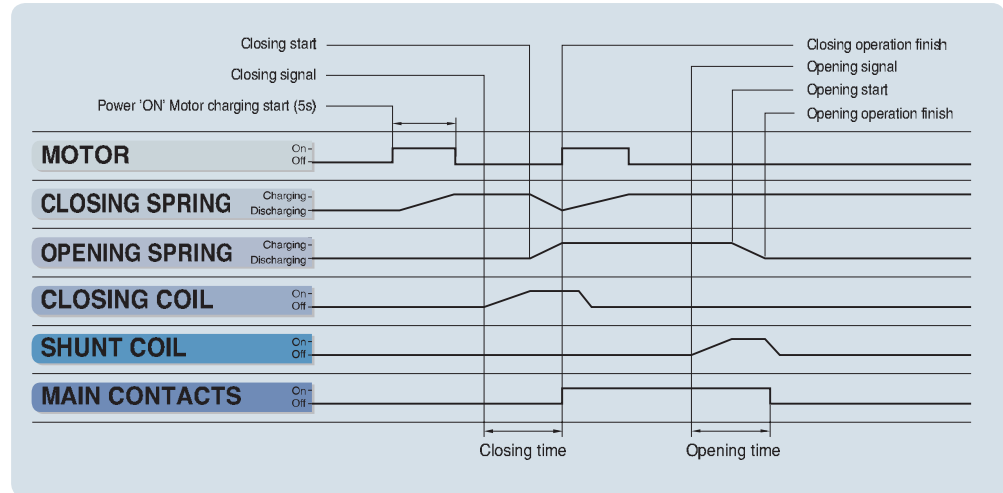 Closing start
Closing operation finish
Opening signal
Closing signal
Opening start
Power 'ON' Motor charging start (5s)
Opening operation finish
MOTOR
On
Off
CLOSING SPRING
Charging
Discharging
OPENING SPRING
Charging
Discharging
CLOSING COIL
On
Off
SHUNT COIL
On
Off
MAIN CONTACTS
On
Off
Closing time
Opening time